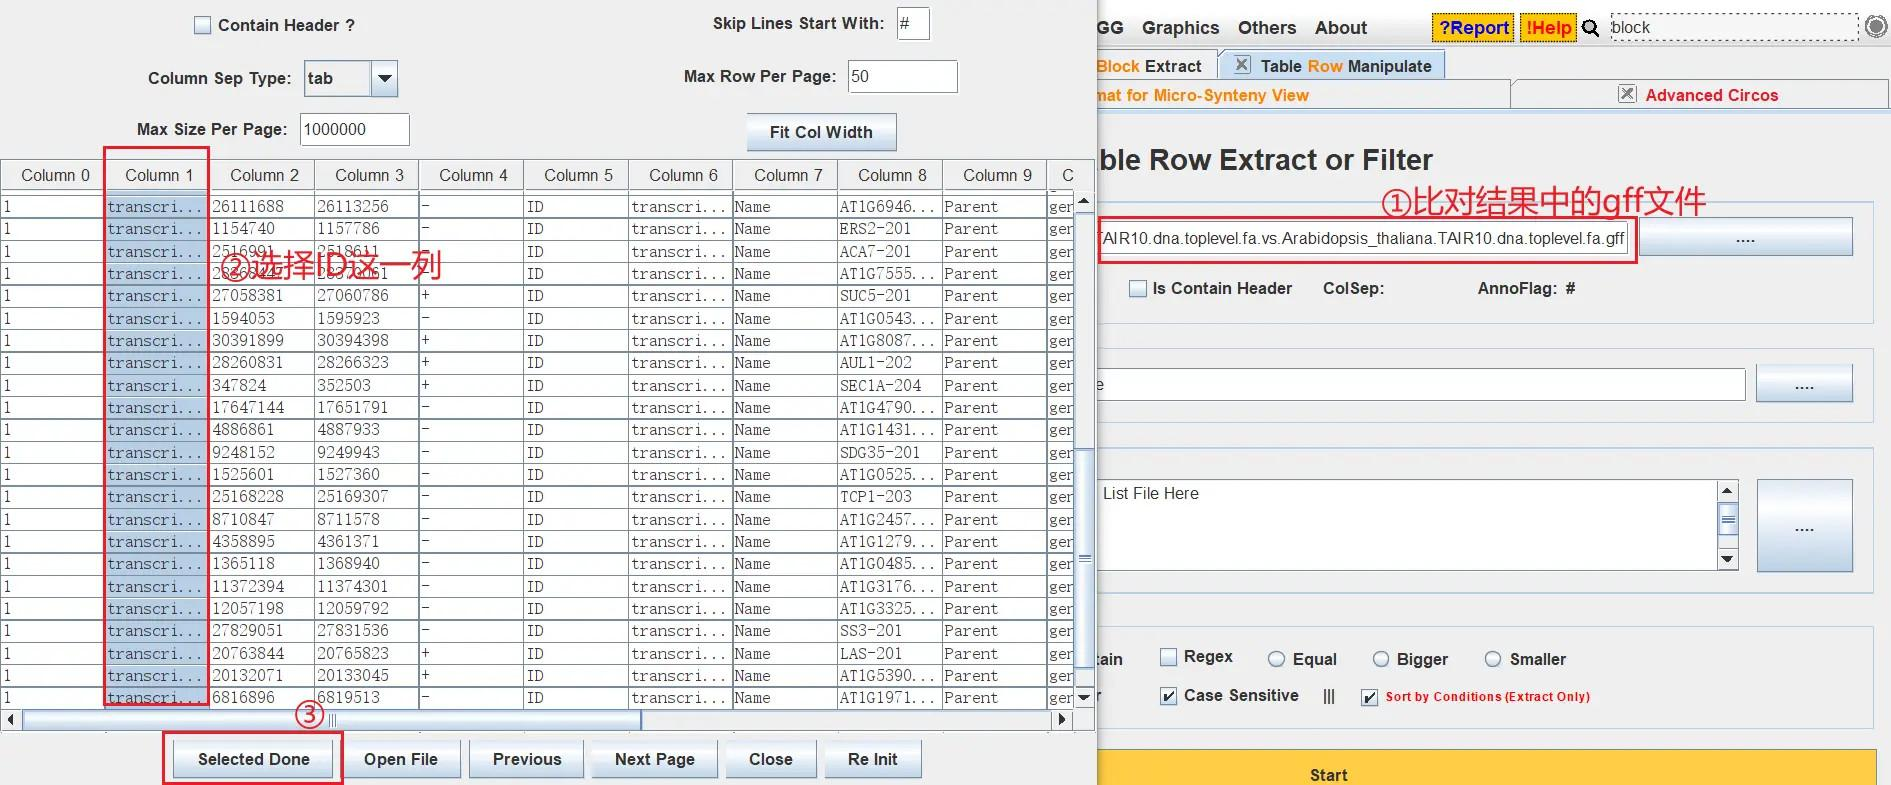 Contain Header ?
Skip Lines Start With: #
Column Sep Type: tab
Max Row Per Page: 50
Max Size Per Page: 1000000
Fit Col Width
Column 0 Column 1 Column 2 Column 3 Column 4 Column 5 Column 6 Column 7 Column 8 Column 9 C
1 transcri... 26111688 26113256 - ID transcri... Name AT1G6946... Parent ger
1 transcri... 1154740 1157786 - ID transcri... Name ERS2-201 Parent ger
1 transcri... 2516991 2518611 - ID transcri... Name ACA7-201 Parent ger
②选择ID这一列
1 transcri... - ID transcri... Name AT1G7555... Parent ger
1 transcri... 27058381 27060786 + ID transcri... Name SUC5-201 Parent ger
1 transcri... 1594053 1595923 - ID transcri... Name AT1G0543... Parent ger
1 transcri... 30391899 30394398 + ID transcri... Name AT1G8087... Parent ger
1 transcri... 28260831 28266323 + ID transcri... Name AUL1-202 Parent ger
1 transcri... 347824 352503 + ID transcri... Name SEC1A-204 Parent ger
1 transcri... 17647144 17651791 - ID transcri... Name AT1G4790... Parent ger
1 transcri... 4886861 4887933 - ID transcri... Name AT1G1431... Parent ger
1 transcri... 9248152 9249943 - ID transcri... Name SDG35-201 Parent ger
1 transcri... 1525601 1527360 - ID transcri... Name AT1G0525... Parent ger
1 transcri... 25168228 25169307 - ID transcri... Name TCP1-203 Parent ger
1 transcri... 8710847 8711578 - ID transcri... Name AT1G2457... Parent ger
1 transcri... 4358895 4361371 - ID transcri... Name AT1G1279... Parent ger
1 transcri... 1365118 1368940 - ID transcri... Name AT1G0485... Parent ger
1 transcri... 11372394 11374301 - ID transcri... Name AT1G3176... Parent ger
1 transcri... 12057198 12059792 - ID transcri... Name AT1G3325... Parent ger
1 transcri... 27829051 27831536 - ID transcri... Name SS3-201 Parent ger
1 transcri... 20763844 20765823 + ID transcri... Name LAS-201 Parent ger
1 transcri... 20132071 20133045 + ID transcri... Name AT1G5390... Parent ger
1 transcri... 6816896 6819513 - ID transcri... Name AT1G1971... Parent ger
③
Selected Done Open File Previous Next Page Close Re Init
GG Graphics Others About ?Report !Help block
Block Extract Table Row Manipulate
mat for Micro-Synteny View Advanced Circos
ble Row Extract or Filter
①比对结果中的gff文件
TAIR10.dna.toplevel.fa.vs.Arabidopsis_thaliana.TAIR10.dna.toplevel.fa.gff ....
Is Contain Header ColSep: AnnoFlag: #
e ....
List File Here
....
tain Regex Equal Bigger Smaller
r Case Sensitive ||| Sort by Conditions (Extract Only)
Start